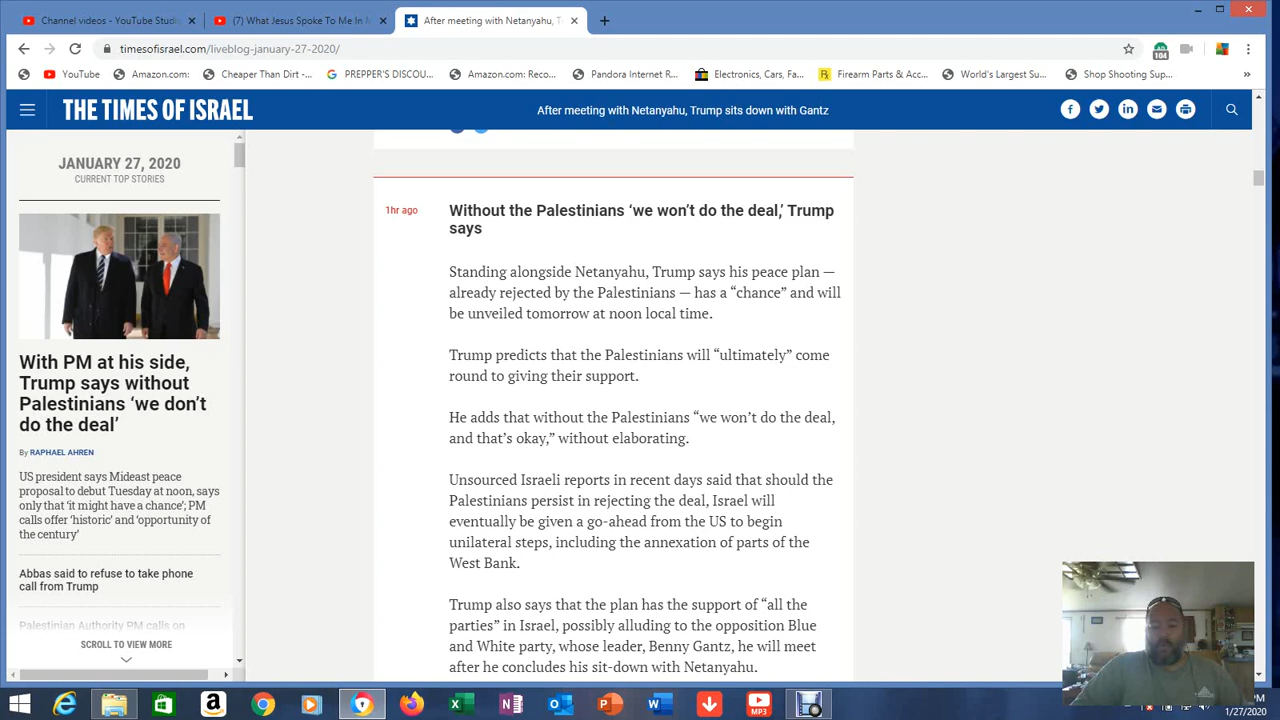 Channel videos - YouTube Studi
(7) What Jesus Spoke To Me In M
After meeting with Netanyahu, T
timesofisrael.com/liveblog-january-27-2020/
104
YouTube
Amazon.com:
Cheaper Than Dirt -...
PREPPER'S DISCOU...
Amazon.com: Reco...
Pandora Internet R...
Electronics, Cars, Fa...
Firearm Parts & Acc...
World's Largest Su...
Shop Shooting Sup...
THE TIMES OF ISRAEL
After meeting with Netanyahu, Trump sits down with Gantz
JANUARY 27, 2020
CURRENT TOP STORIES
With PM at his side,
Trump says without
Palestinians ‘we don’t
do the deal’
By RAPHAEL AHREN
US president says Mideast peace
proposal to debut Tuesday at noon, says
only that ‘it might have a chance’; PM
calls offer ‘historic’ and ‘opportunity of
the century’
Abbas said to refuse to take phone
call from Trump
Palestinian Authority PM calls on
SCROLL TO VIEW MORE
1hr ago
Without the Palestinians ‘we won’t do the deal,’ Trump
says
Standing alongside Netanyahu, Trump says his peace plan —
already rejected by the Palestinians — has a “chance” and will
be unveiled tomorrow at noon local time.
Trump predicts that the Palestinians will “ultimately” come
round to giving their support.
He adds that without the Palestinians “we won’t do the deal,
and that’s okay,” without elaborating.
Unsourced Israeli reports in recent days said that should the
Palestinians persist in rejecting the deal, Israel will
eventually be given a go-ahead from the US to begin
unilateral steps, including the annexation of parts of the
West Bank.
Trump also says that the plan has the support of “all the
parties” in Israel, possibly alluding to the opposition Blue
and White party, whose leader, Benny Gantz, he will meet
after he concludes his sit-down with Netanyahu.
MP3
1/27/2020